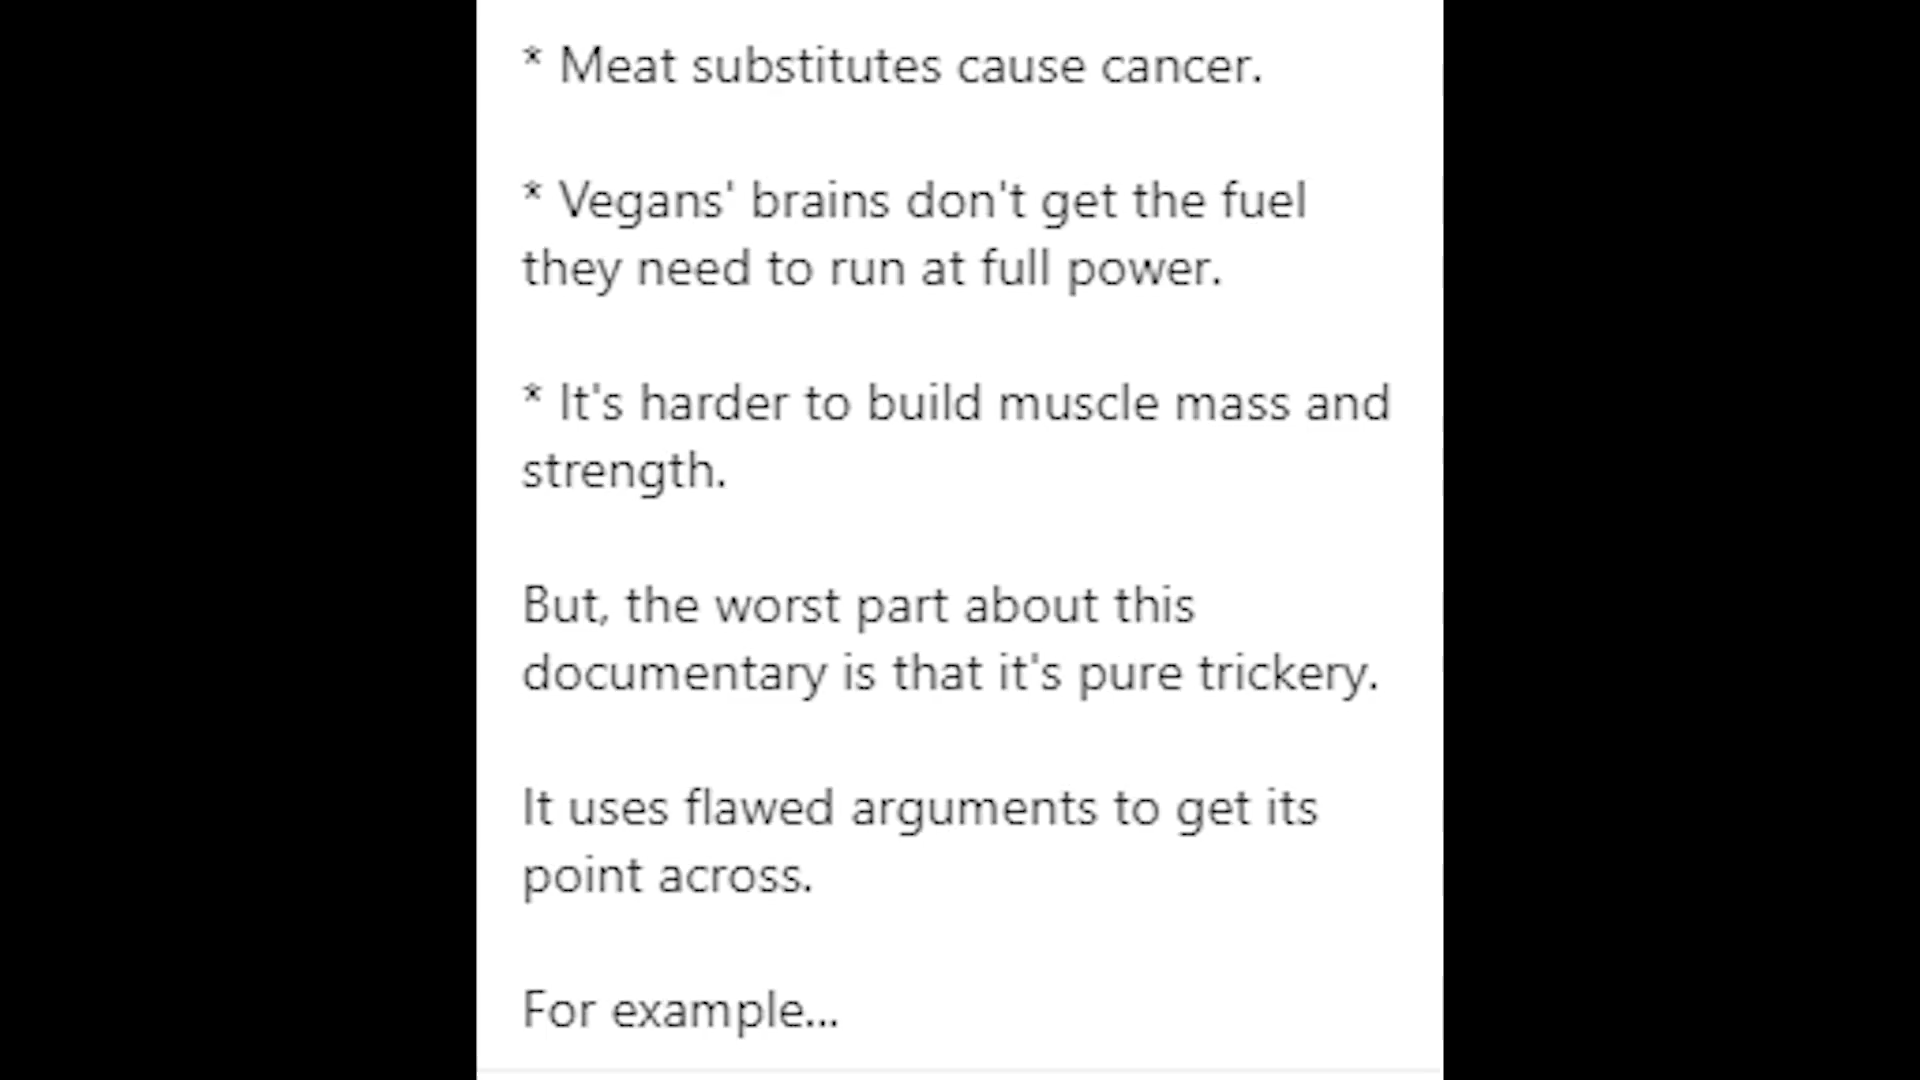 * Meat substitutes cause cancer.
* Vegans' brains don't get the fuel
they need to run at full power.
* It's harder to build muscle mass and
strength.
But, the worst part about this
documentary is that it's pure trickery.
It uses flawed arguments to get its
point across.
For example...